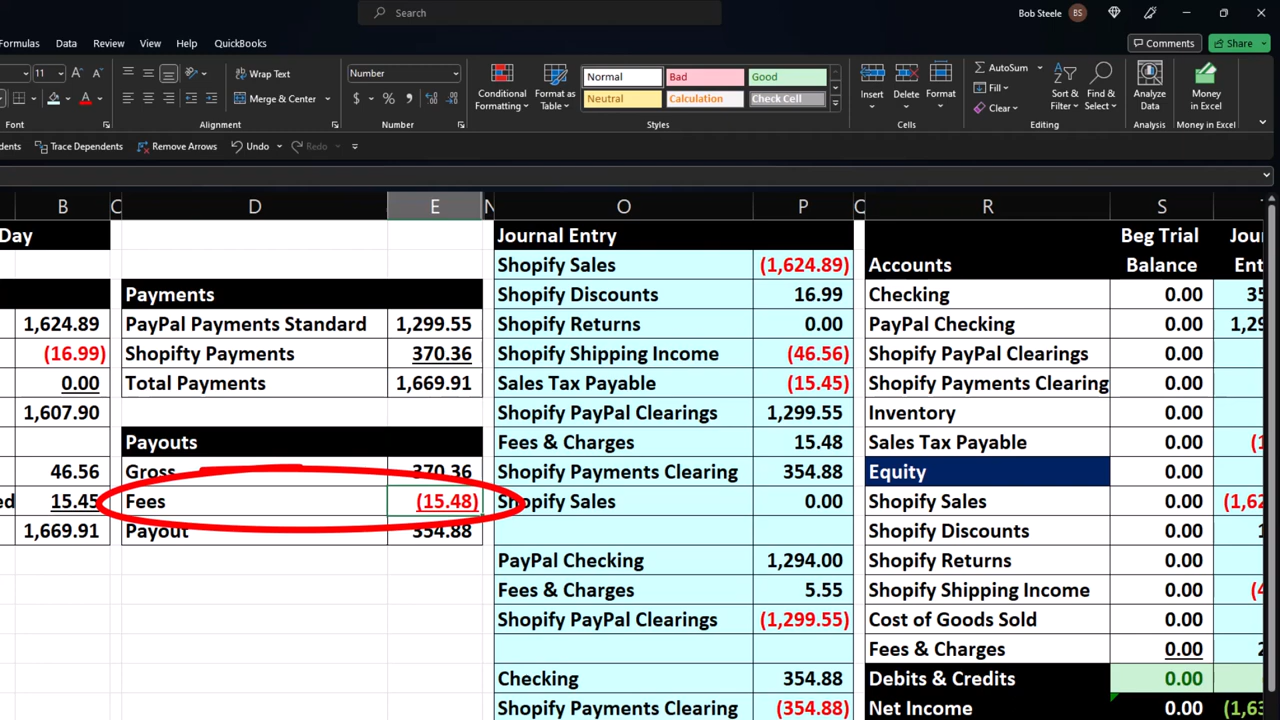 Search
Bob Steele BS
Formulas Data Review View Help QuickBooks
Comments Share
11 A A Wrap Text Number Conditional Formatting Format as Table Normal Bad Good Insert Delete Format AutoSum Sort & Filter Find & Select Analyze Data Money in Excel
Merge & Center $ % Neutral Calculation Check Cell Fill Clear
Font Alignment Number Styles Cells Editing Analysis Money in Excel
dents Trace Dependents Remove Arrows Undo Redo
B C D E N O P Q R S
Day Journal Entry Beg Trial Jour
Shopify Sales (1,624.89) Accounts Balance Ent
Payments Shopify Discounts 16.99 Checking 0.00 35
1,624.89 PayPal Payments Standard 1,299.55 Shopify Returns 0.00 PayPal Checking 0.00 1,29
(16.99) Shopifty Payments 370.36 Shopify Shipping Income (46.56) Shopify PayPal Clearings 0.00
0.00 Total Payments 1,669.91 Sales Tax Payable (15.45) Shopify Payments Clearing 0.00
1,607.90 Shopify PayPal Clearings 1,299.55 Inventory 0.00
Payouts Fees & Charges 15.48 Sales Tax Payable 0.00 (1
46.56 Gross 370.36 Shopify Payments Clearing 354.88 Equity 0.00
ed 15.45 Fees (15.48) Shopify Sales 0.00 Shopify Sales 0.00 (1,62
1,669.91 Payout 354.88 Shopify Discounts 0.00 1
PayPal Checking 1,294.00 Shopify Returns 0.00
Fees & Charges 5.55 Shopify Shipping Income 0.00 (4
Shopify PayPal Clearings (1,299.55) Cost of Goods Sold 0.00
Fees & Charges 0.00 2
Checking 354.88 Debits & Credits 0.00
Shopify Payments Clearing (354.88) Net Income 0.00 (1,63